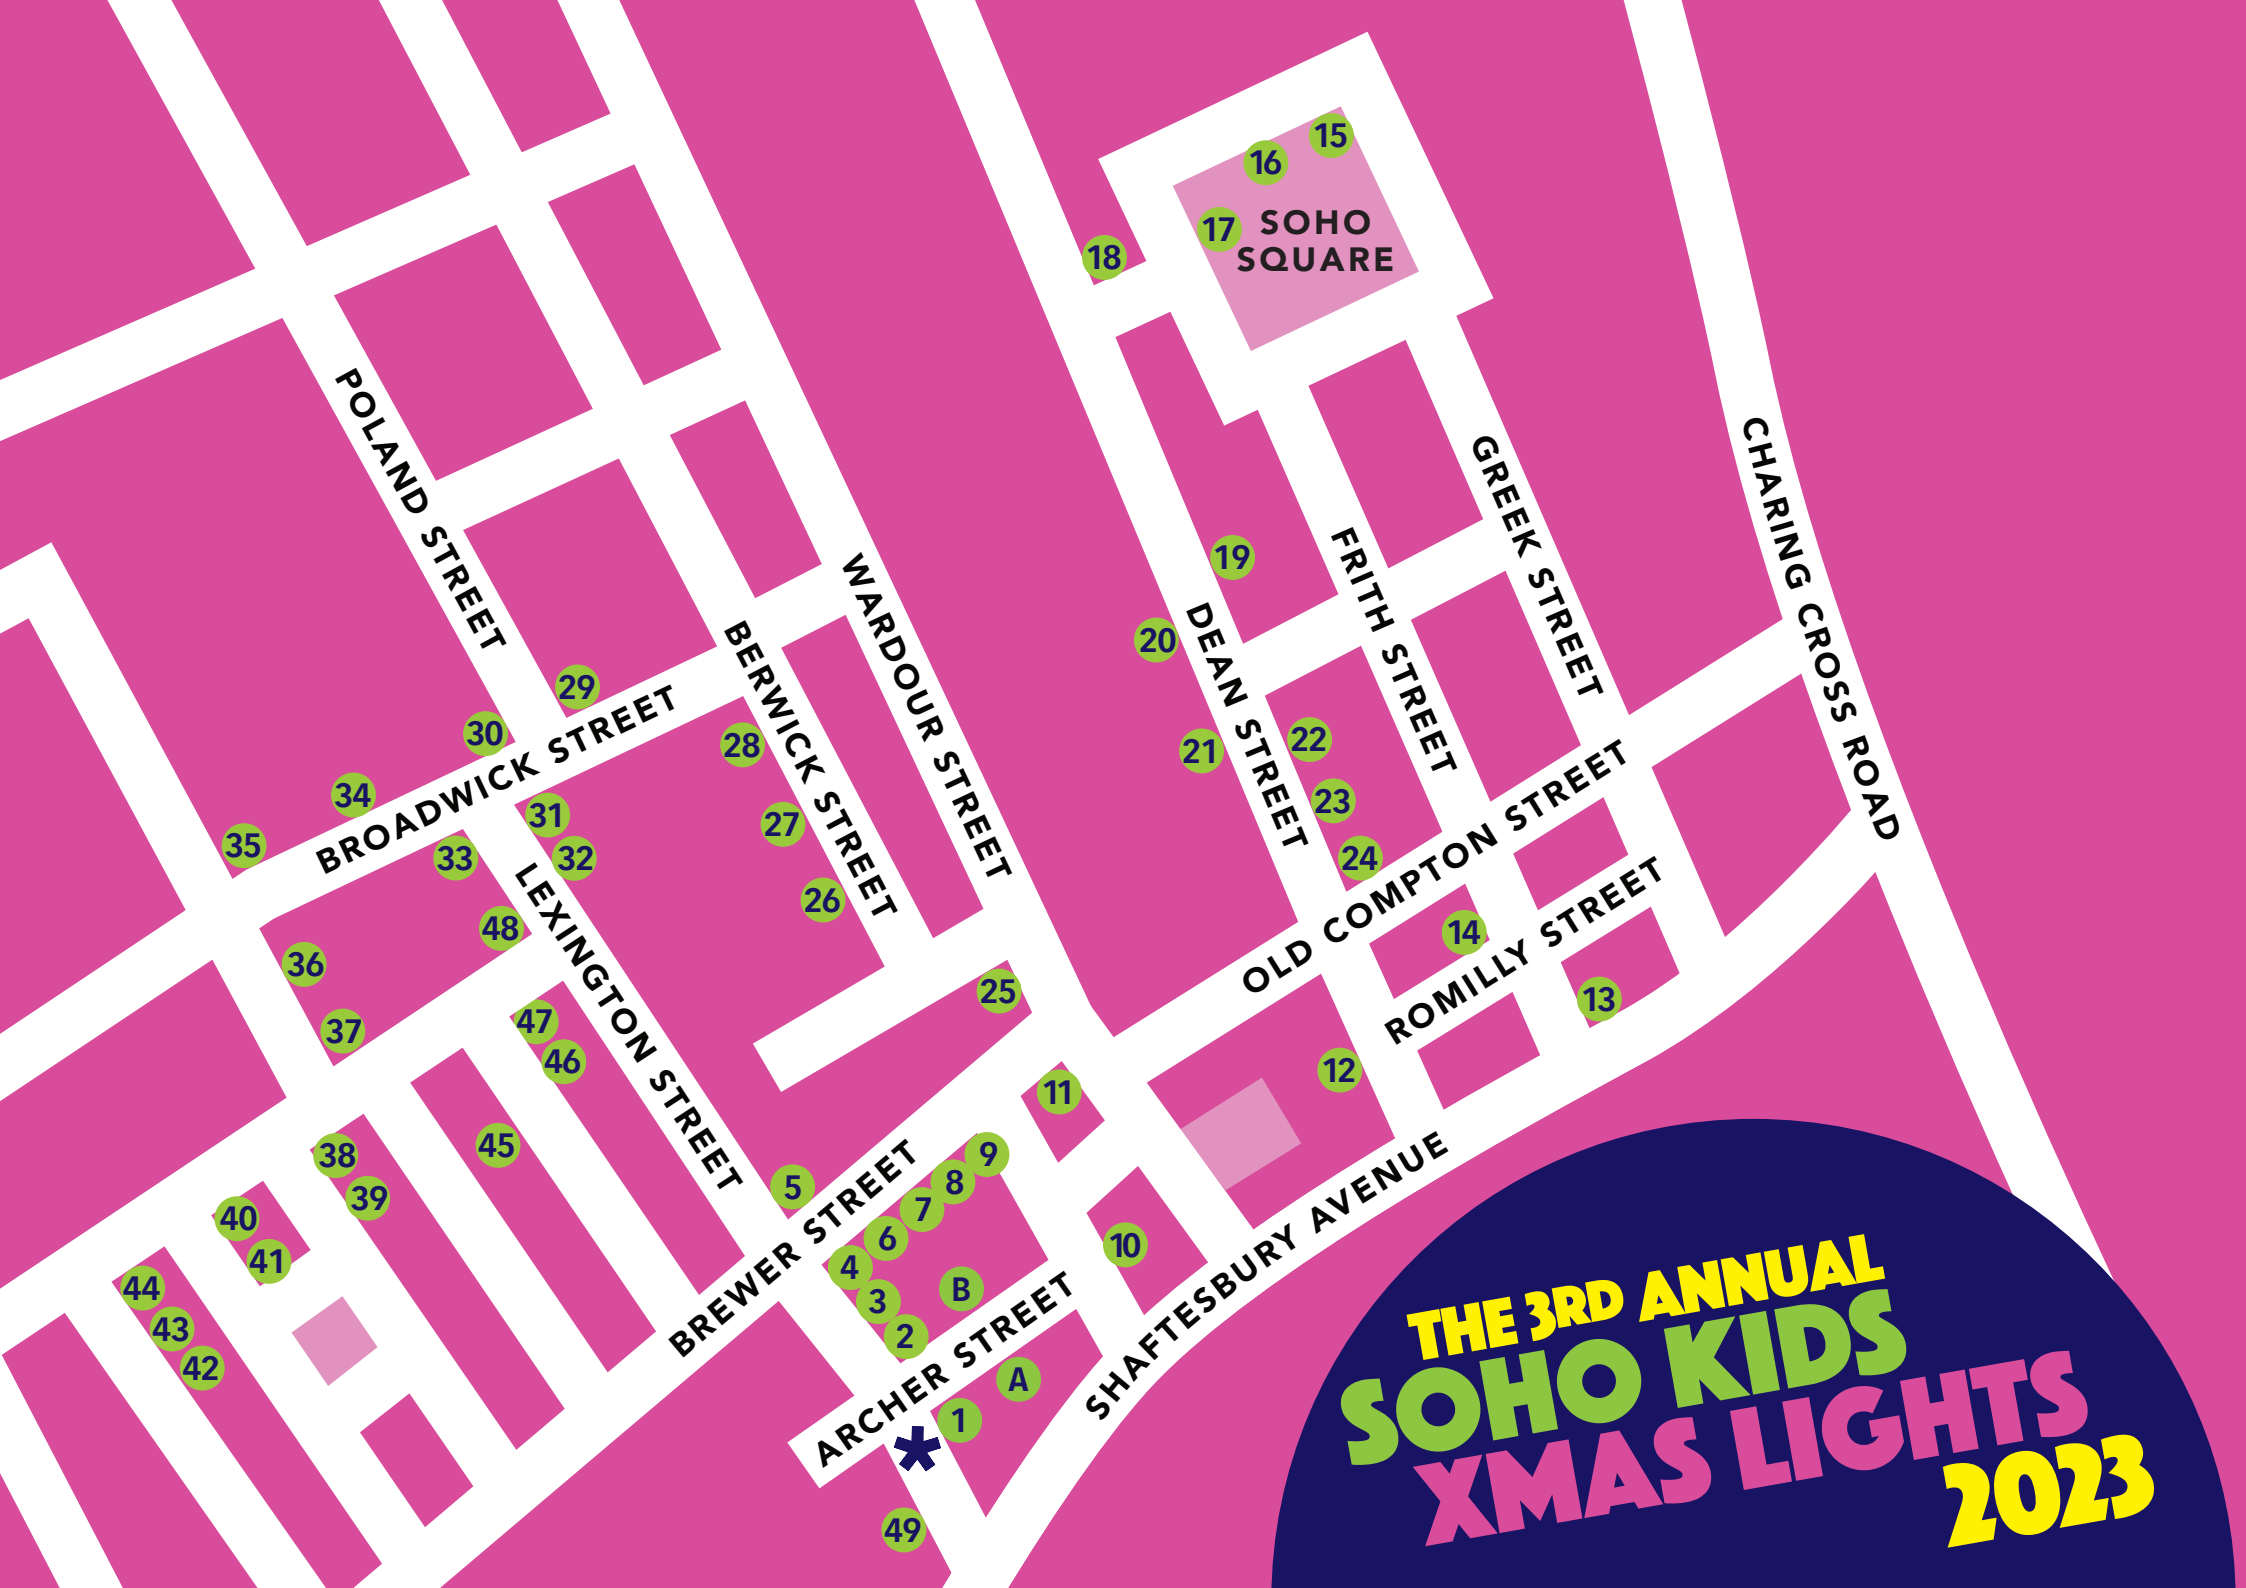 15
16
17
SOHO
SQUARE
18
POLAND STREET
GREEK STREET
CHARING CROSS ROAD
FRITH STREET
19
WARDOUR STREET
DEAN STREET
20
BERWICK STREET
29
30
28
21
22
BROADWICK STREET
34
31
27
23
35
33
32
24
OLD COMPTON STREET
26
LEXINGTON STREET
48
14
ROMILLY STREET
36
25
13
37
47
46
12
11
38
45
9
39
5
8
BREWER STREET
7
SHAFTESBURY AVENUE
40
6
10
41
4
44
3
B
43
2
ARCHER STREET
42
A
1
*
49
THE 3RD ANNUAL
SOHO KIDS
XMAS LIGHTS
2023